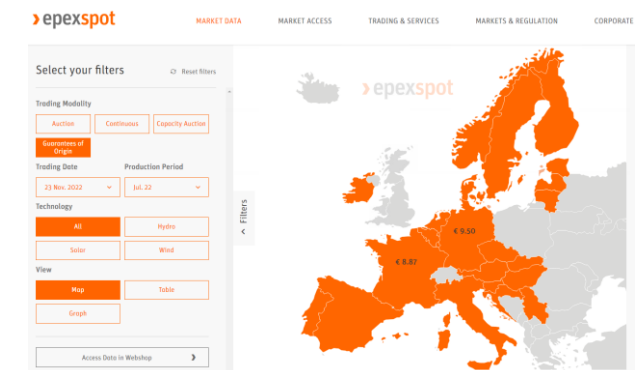 epexspot
MARKET DATA
MARKET ACCESS
TRADING & SERVICES
MARKETS & REGULATION
CORPORATE
Select your filters
Reset filters
Trading Modality
Auction
Continuous
Capacity Auction
Guarantees of
Origin
Trading Date
Production Period
23 Nov. 2022
Jul. 22
Technology
All
Hydro
Solar
Wind
View
Map
Table
Graph
Access Data in Webshop
Filters
epexspot
€ 9.50
€ 8.87